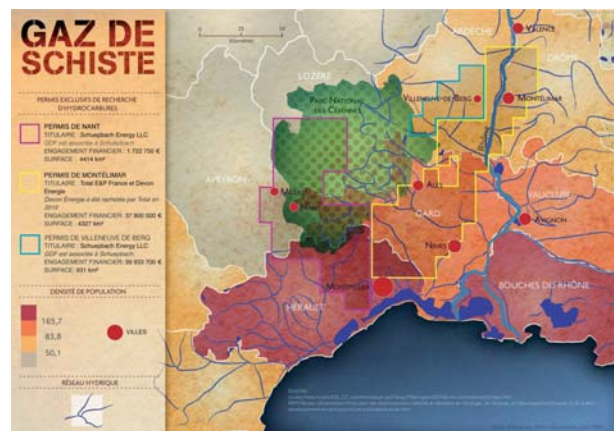 GAZ DE
SCHISTE
PERMIS EXCLUSIFS DE RECHERCHE
D'HYDROCARBURES
PERMIS DE NANT
TITULAIRE : Schuepbach Energy LLC
GDF est associée à Schuepbach.
ENGAGEMENT FINANCIER : 1 722 750 €
SURFACE : 4414 km²
PERMIS DE MONTÉLIMAR
TITULAIRE : Total E&P France et Devon
Energie
Devon Energie a été rachetée par Total en
ENGAGEMENT FINANCIER: 37 800 000 €
SURFACE : 4327 km²
PERMIS DE VILLENEUVE DE BERG
TITULAIRE : Schuepbach Energy LLC
GDF est associée à Schuepbach.
ENGAGEMENT FINANCIER: 39 933 700 €
SURFACE: 931 km²
DENSITÉ DE POPULATION
165,7
83,8
50,1
VILLES
RÉSEAU HYDRIQUE
0
50
Kilomètres
ARDÈCHE
VALENCE
DRÔME
LOZÈRE
PARC NATIONAL
DES CÉVENNES
VILLENEUVE-DE-BERG
MONTÉLIMAR
Rhône
AVEYRON
ALÈS
GARD
VAUCLUSE
AVIGNON
NÎMES
MONTPELLIER
HÉRAULT
BOUCHES DU RHÔNE